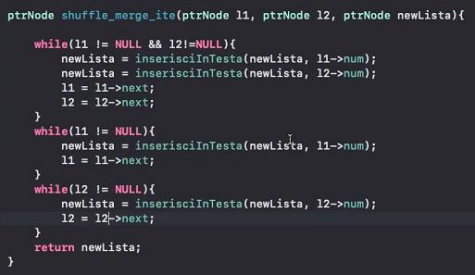 ptrNode shuffle_merge_ite(ptrNode l1, ptrNode l2, ptrNode newLista){
while(l1 != NULL && l2!=NULL){
newLista = inserisciInTesta(newLista, l1->num);
newLista = inserisciInTesta(newLista, l2->num);
l1 = l1->next;
l2 = l2->next;
}
while(l1 != NULL){
newLista = inserisciInTesta(newLista, l1->num);
l1 = l1->next;
}
while(l2 != NULL){
newLista = inserisciInTesta(newLista, l2->num);
l2 = l2->next;
}
return newLista;
}